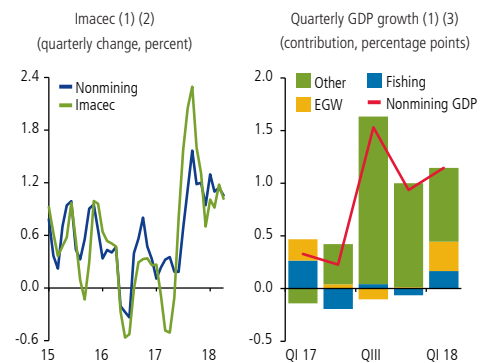 Imacec (1) (2)
(quarterly change, percent)
2.4
1.8
1.2
0.6
0.0
-0.6
Nonmining
Imacec
15 16 17 18
Quarterly GDP growth (1) (3)
(contribution, percentage points)
2.0
1.5
1.0
0.5
0.0
-0.5
Other Fishing
EGW Nonmining GDP
QI 17 QIII QI 18